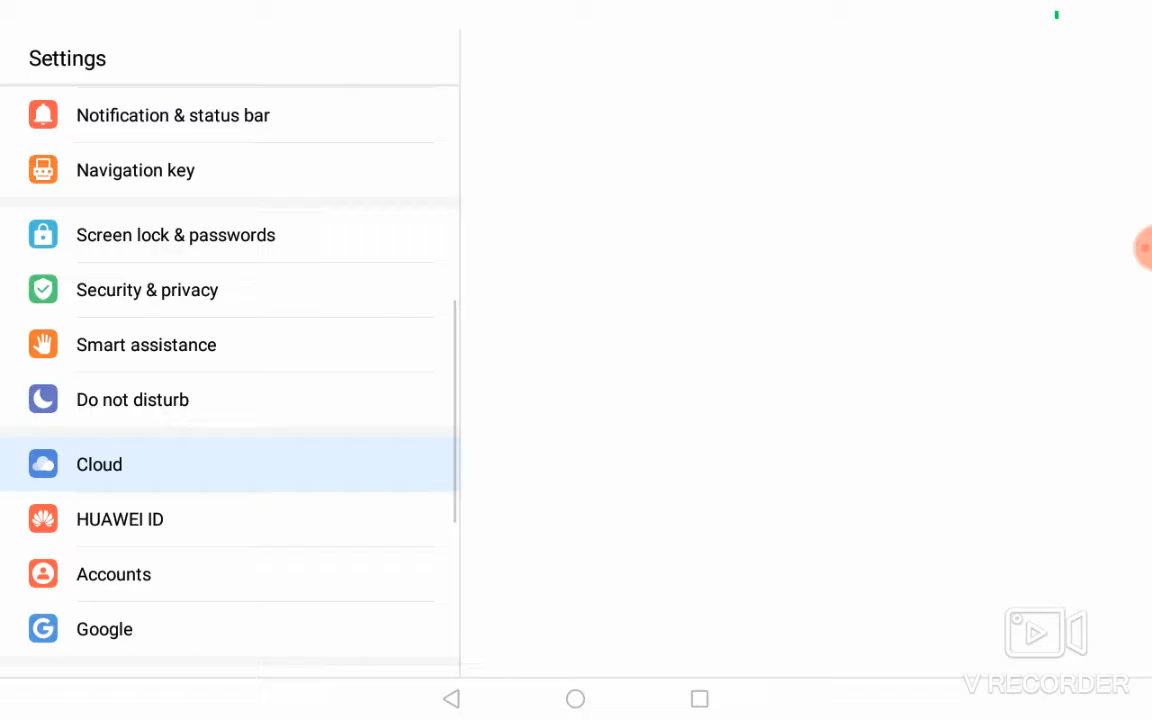 Settings
Notification & status bar
Navigation key
Screen lock & passwords
Security & privacy
Smart assistance
Do not disturb
Cloud
HUAWEI ID
Accounts
Google
V RECORDER